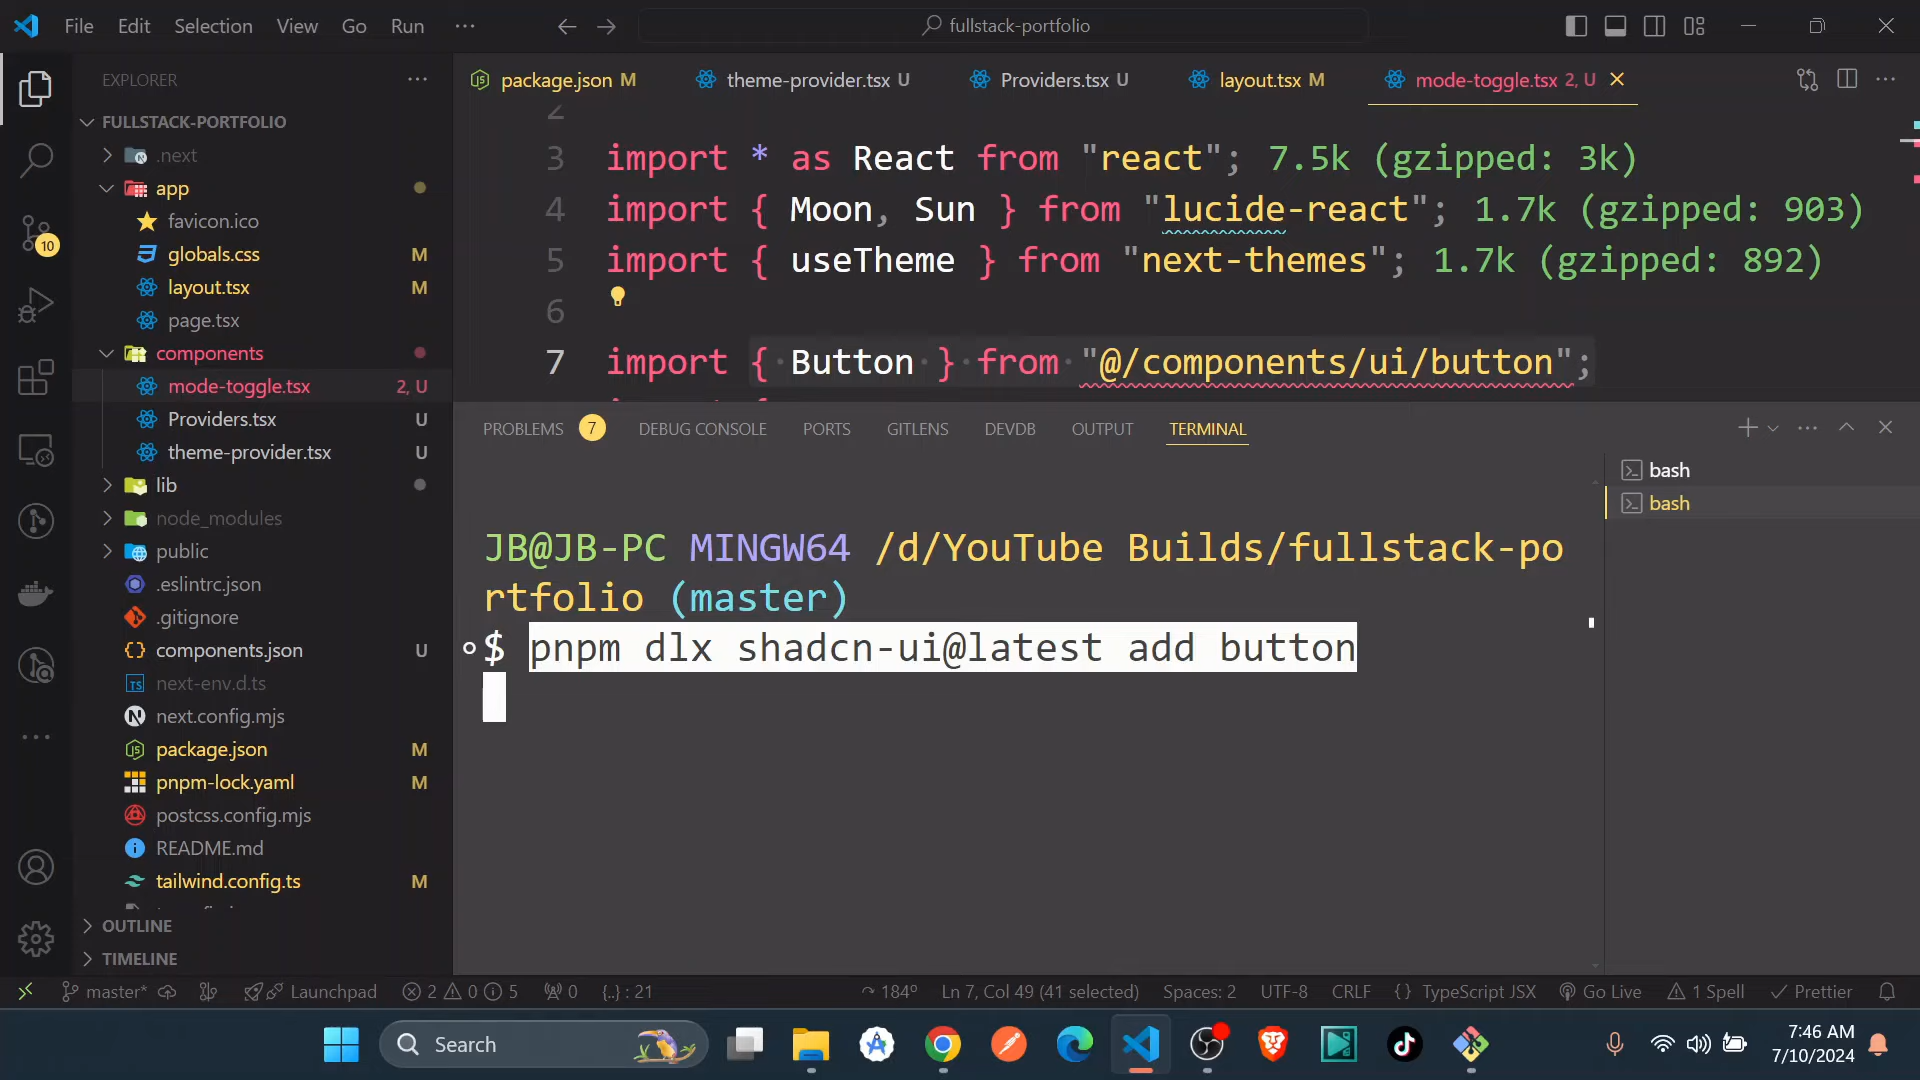 File Edit Selection View Go Run ···
fullstack-portfolio
EXPLORER
FULLSTACK-PORTFOLIO
.next
app
favicon.ico
globals.css M
layout.tsx M
page.tsx
components
mode-toggle.tsx 2, U
Providers.tsx U
theme-provider.tsx U
lib
node_modules
public
.eslintrc.json
.gitignore
components.json U
next-env.d.ts
next.config.mjs
package.json M
pnpm-lock.yaml M
postcss.config.mjs
README.md
tailwind.config.ts M
OUTLINE
TIMELINE
10
package.json M theme-provider.tsx U Providers.tsx U layout.tsx M mode-toggle.tsx 2, U
2
3 import * as React from "react"; 7.5k (gzipped: 3k)
4 import { Moon, Sun } from "lucide-react"; 1.7k (gzipped: 903)
5 import { useTheme } from "next-themes"; 1.7k (gzipped: 892)
6
7 import { Button } from "@/components/ui/button";
PROBLEMS 7 DEBUG CONSOLE PORTS GITLENS DEVDB OUTPUT TERMINAL
bash
bash
JB@JB-PC MINGW64 /d/YouTube Builds/fullstack-po
rtfolio (master)
$ pnpm dlx shadcn-ui@latest add button
master* Launchpad 2 0 5 0 {..} : 21 184° Ln 7, Col 49 (41 selected) Spaces: 2 UTF-8 CRLF {} TypeScript JSX Go Live 1 Spell Prettier
Search
7:46 AM
7/10/2024